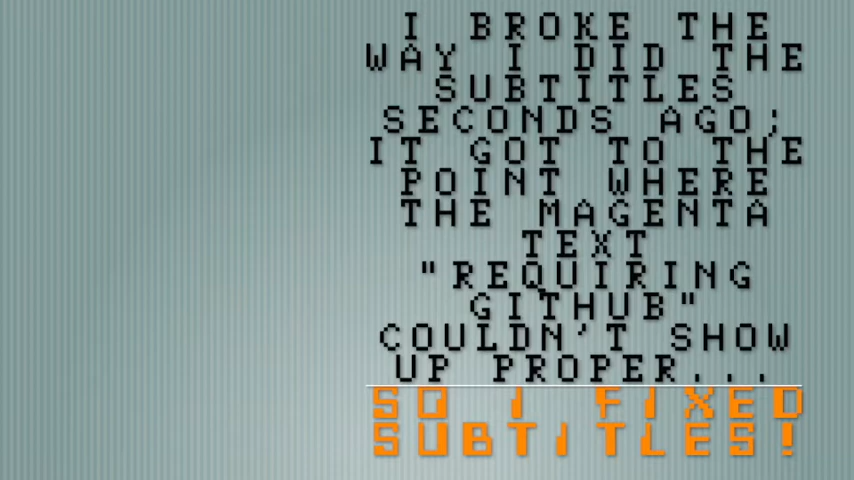 I BROKE THE
WAY I DID THE
SUBTITLES
SECONDS AGO;
IT GOT TO THE
POINT WHERE
THE MAGENTA
TEXT
"REQUIRING
GITHUB"
COULDN'T SHOW
UP PROPER...
SO I FIXED
SUBTITLES!